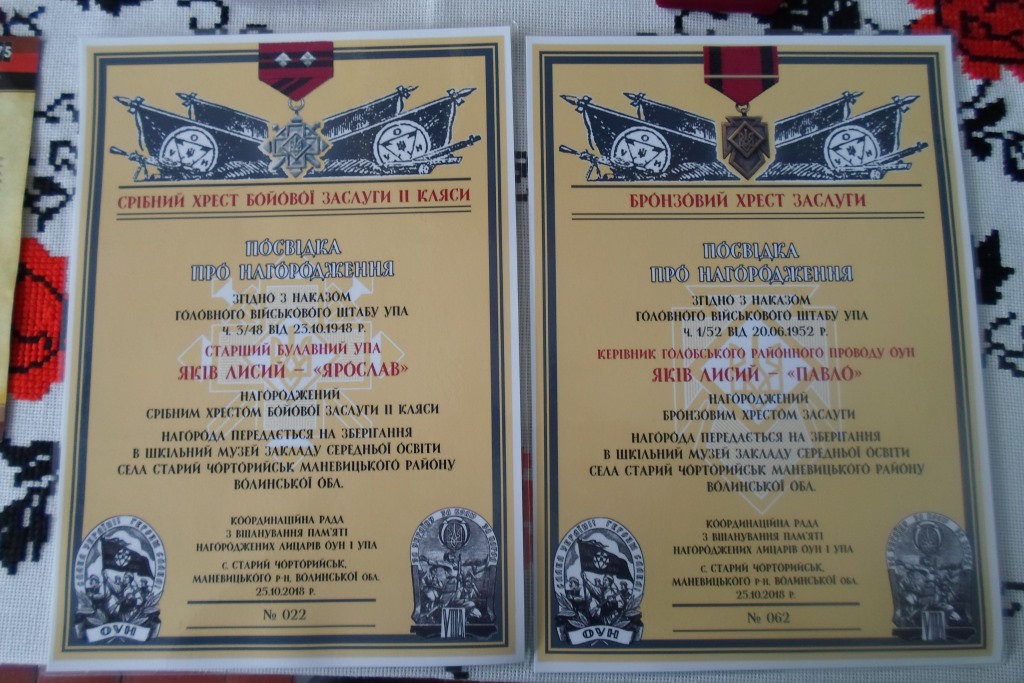 75
СРІБНИЙ ХРЕСТ БОЙОВОЇ ЗАСЛУГИ ІІ КЛЯСИ
ПОСВІДКА
ПРО НАГОРОДЖЕННЯ
ЗГІДНО З НАКАЗОМ
ГОЛОВНОГО ВІЙСЬКОВОГО ШТАБУ УПА
Ч. 3/48 ВІД 23.10.1948 Р.
СТАРШИЙ БУЛАВНИЙ УПА
ЯКІВ ЛИСИЙ – «ЯРОСЛАВ»
НАГОРОДЖЕНИЙ
СРІБНИМ ХРЕСТОМ БОЙОВОЇ ЗАСЛУГИ ІІ КЛЯСИ
НАГОРОДА ПЕРЕДАЄТЬСЯ НА ЗБЕРІГАННЯ
В ШКІЛЬНИЙ МУЗЕЙ ЗАКЛАДУ СЕРЕДНЬОЇ ОСВІТИ
СЕЛА СТАРИЙ ЧОРТОРИЙСЬК МАНЕВИЦЬКОГО РАЙОНУ
ВОЛИНСЬКОЇ ОБЛ.
КООРДИНАЦІЙНА РАДА
З ВШАНУВАННЯ ПАМ'ЯТІ
НАГОРОДЖЕНИХ ЛИЦАРІВ ОУН І УПА
С. СТАРИЙ ЧОРТОРИЙСЬК,
МАНЕВИЦЬКОГО Р-Н. ВОЛИНСЬКОЇ ОБЛ.
25.10.2018 Р.
№ 022
ОУН
УПА
БРОНЗОВИЙ ХРЕСТ ЗАСЛУГИ
ПОСВІДКА
ПРО НАГОРОДЖЕННЯ
ЗГІДНО З НАКАЗОМ
ГОЛОВНОГО ВІЙСЬКОВОГО ШТАБУ УПА
Ч. 1/52 ВІД 20.06.1952 Р.
КЕРІВНИК ГОЛОБСЬКОГО РАЙОННОГО ПРОВОДУ ОУН
ЯКІВ ЛИСИЙ – «ПАВЛО»
НАГОРОДЖЕНИЙ
БРОНЗОВИМ ХРЕСТОМ ЗАСЛУГИ
НАГОРОДА ПЕРЕДАЄТЬСЯ НА ЗБЕРІГАННЯ
В ШКІЛЬНИЙ МУЗЕЙ ЗАКЛАДУ СЕРЕДНЬОЇ ОСВІТИ
СЕЛА СТАРИЙ ЧОРТОРИЙСЬК МАНЕВИЦЬКОГО РАЙОНУ
ВОЛИНСЬКОЇ ОБЛ.
КООРДИНАЦІЙНА РАДА
З ВШАНУВАННЯ ПАМ'ЯТІ
НАГОРОДЖЕНИХ ЛИЦАРІВ ОУН І УПА
С. СТАРИЙ ЧОРТОРИЙСЬК,
МАНЕВИЦЬКОГО Р-Н. ВОЛИНСЬКОЇ ОБЛ.
25.10.2018 Р.
№ 062
ОУН
УПА